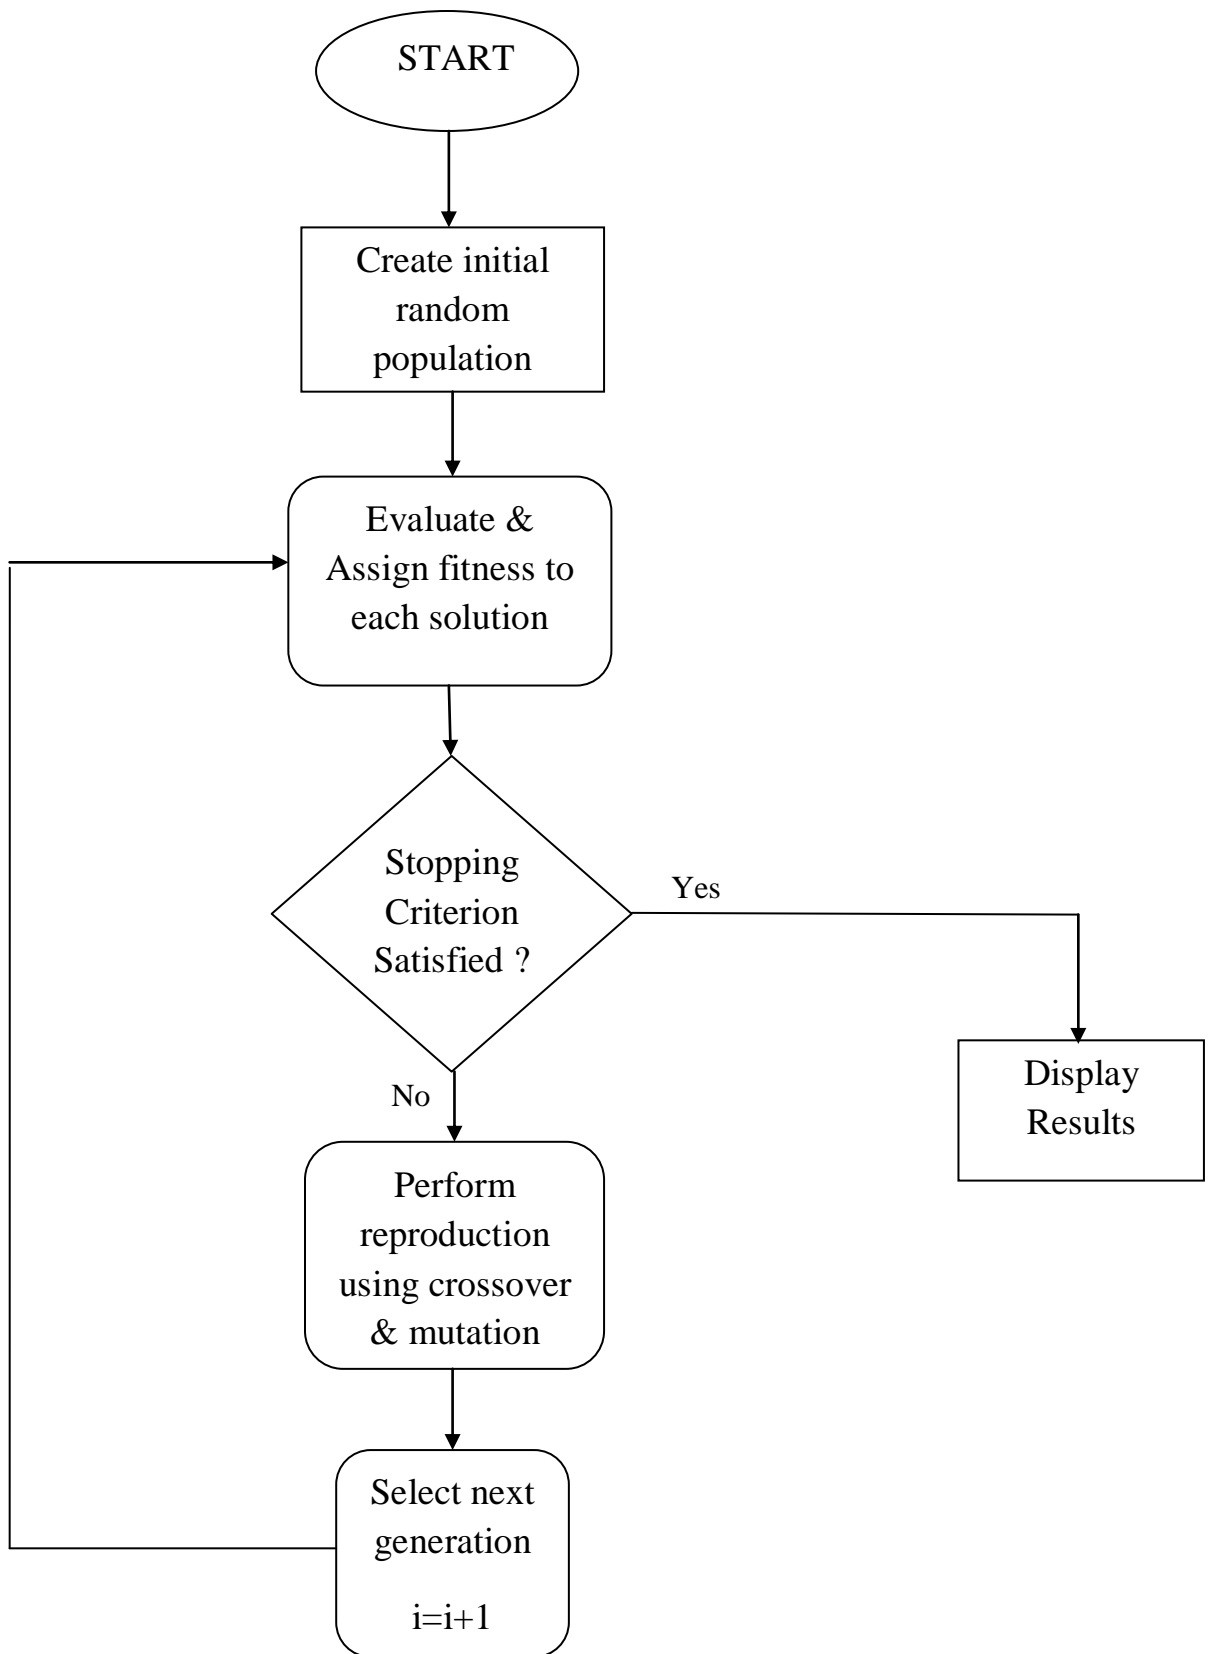 START
Create initial
random
population
Evaluate &
Assign fitness to
each solution
Stopping
Criterion
Satisfied ?
Yes
No
Display
Results
Perform
reproduction
using crossover
& mutation
Select next
generation
i=i+1